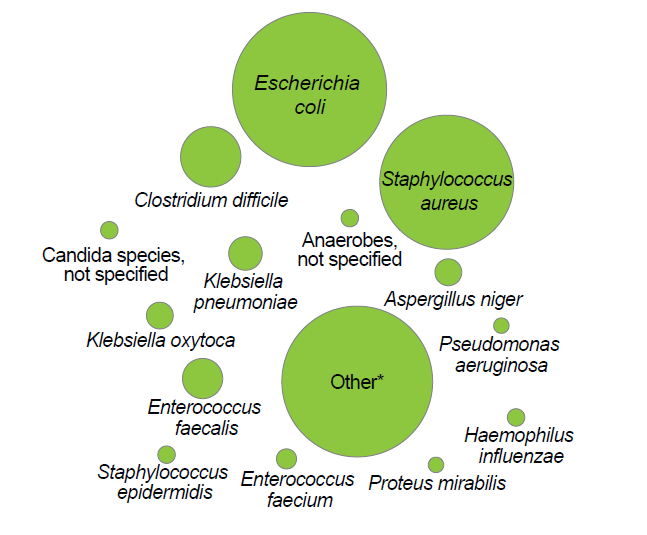 Escherichia
coli
Staphylococcus
aureus
Clostridium difficile
Anaerobes,
not specified
Candida species,
not specified
Klebsiella
pneumoniae
Aspergillus niger
Klebsiella oxytoca
Pseudomonas
aeruginosa
Other*
Enterococcus
faecalis
Haemophilus
influenzae
Staphylococcus
epidermidis
Enterococcus
faecium
Proteus mirabilis